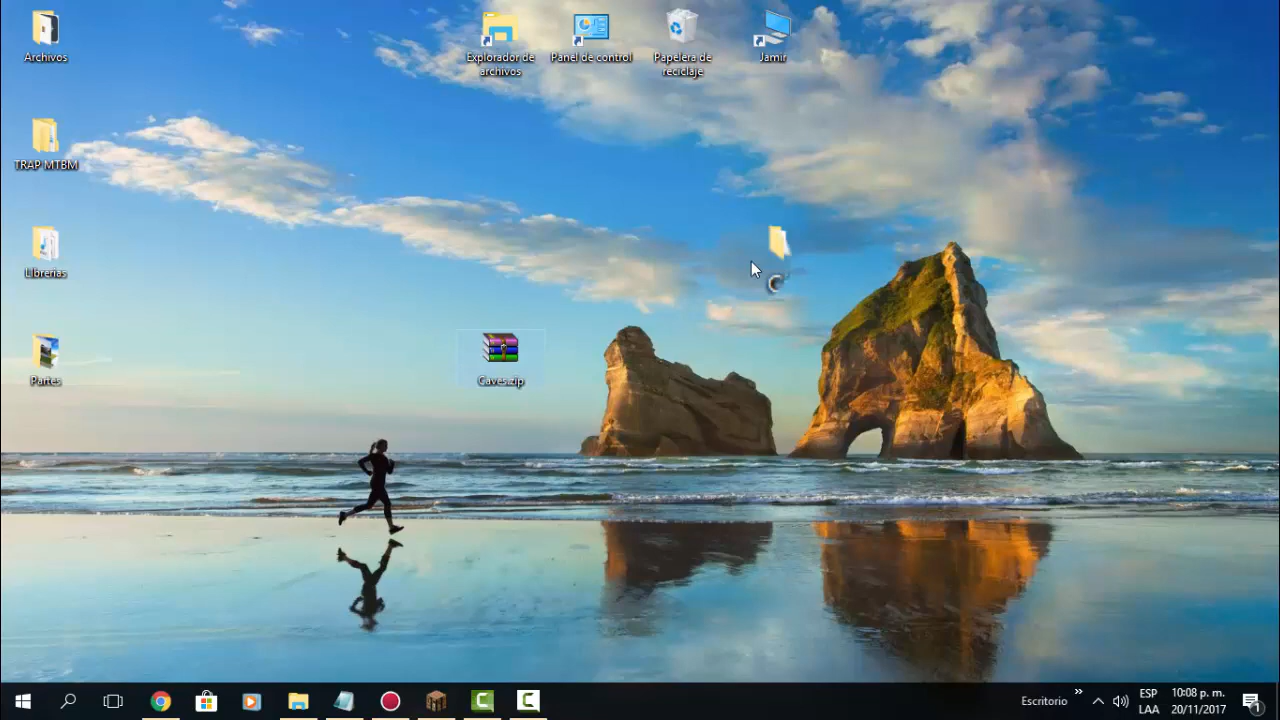 Archivos
Explorador de
archivos
Panel de control
Papelera de
reciclaje
Jamir
TRAP MTBM
Librerias
Partes
Caves.zip
Escritorio
ESP
LAA
10:08 p. m.
20/11/2017
1